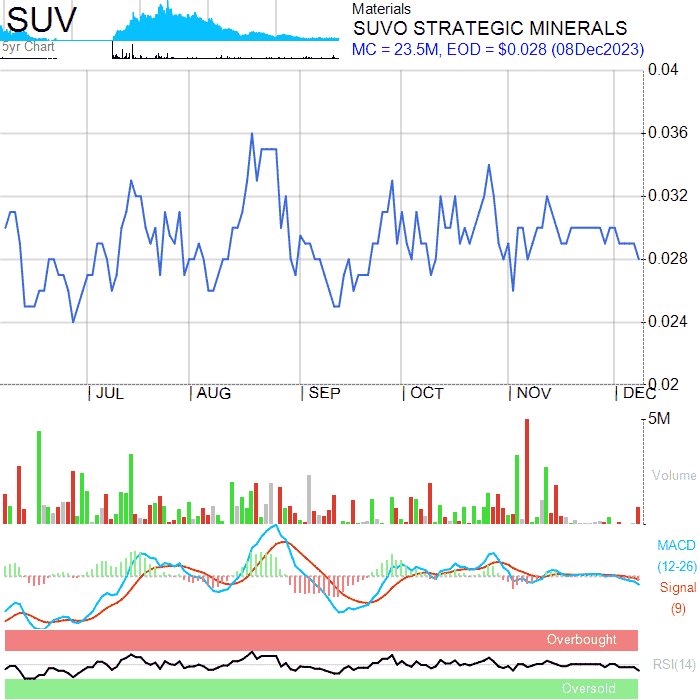 SUV
5yr Chart
Materials
SUVO STRATEGIC MINERALS
MC = 23.5M, EOD = $0.028 (08Dec2023)
0.04
0.036
0.032
0.028
0.024
0.02
JUL AUG SEP OCT NOV DEC
5M
Volume
MACD
(12-26)
Signal
(9)
Overbought
RSI(14)
Oversold